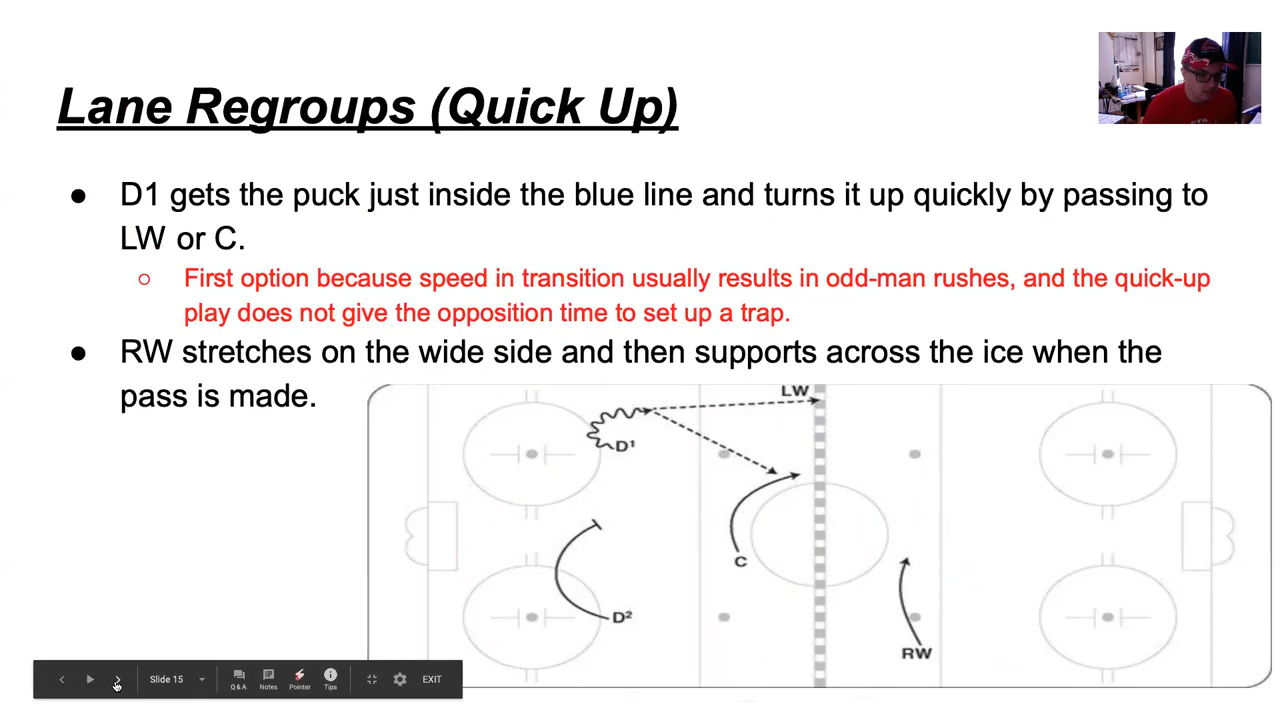 Lane Regroups (Quick Up)
● D1 gets the puck just inside the blue line and turns it up quickly by passing to
LW or C.
○ First option because speed in transition usually results in odd-man rushes, and the quick-up
play does not give the opposition time to set up a trap.
● RW stretches on the wide side and then supports across the ice when the
pass is made.
LW
D¹
C
D²
RW
Slide 15
Q&A
Notes
Pointer
Tips
EXIT